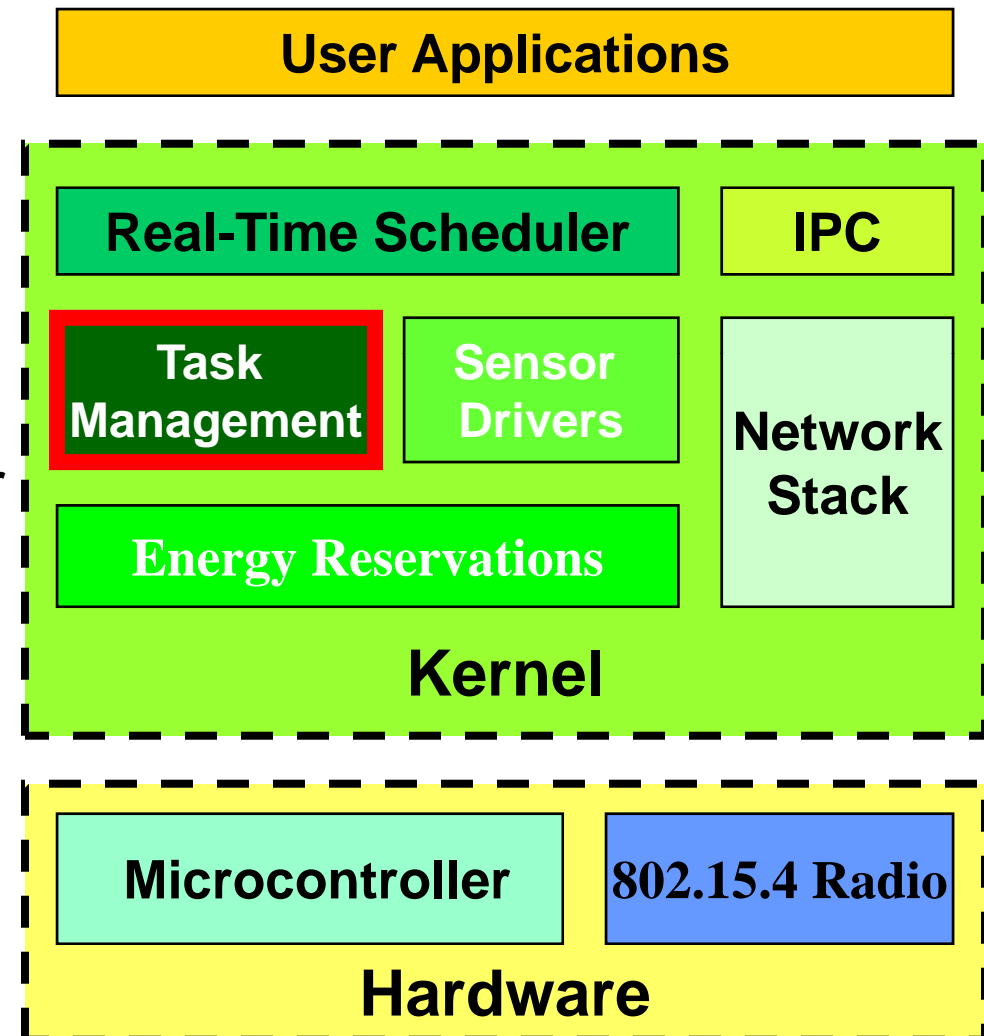 User Applications
Real-Time Scheduler
IPC
Task
Management
Sensor
Drivers
Network
Stack
Energy Reservations
Kernel
Microcontroller
802.15.4 Radio
Hardware